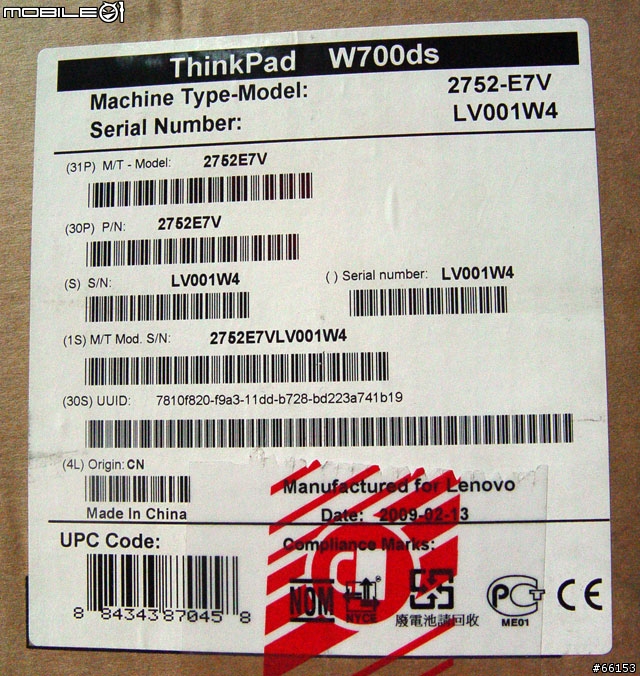 MOBILE01
ThinkPad W700ds
Machine Type-Model: 2752-E7V
Serial Number: LV001W4
(31P) M/T - Model: 2752E7V
(30P) P/N: 2752E7V
(S) S/N: LV001W4 ( ) Serial number: LV001W4
(1S) M/T Mod. S/N: 2752E7VLV001W4
(30S) UUID: 7810f820-f9a3-11dd-b728-bd223a741b19
(4L) Origin: CN
Manufactured for Lenovo
Made In China
Date: 2009-02-13
UPC Code:
Compliance Marks:
8 84343 87045 8
NOM
NYCE
廢電池請回收
PCT
ME01
CE
#66153